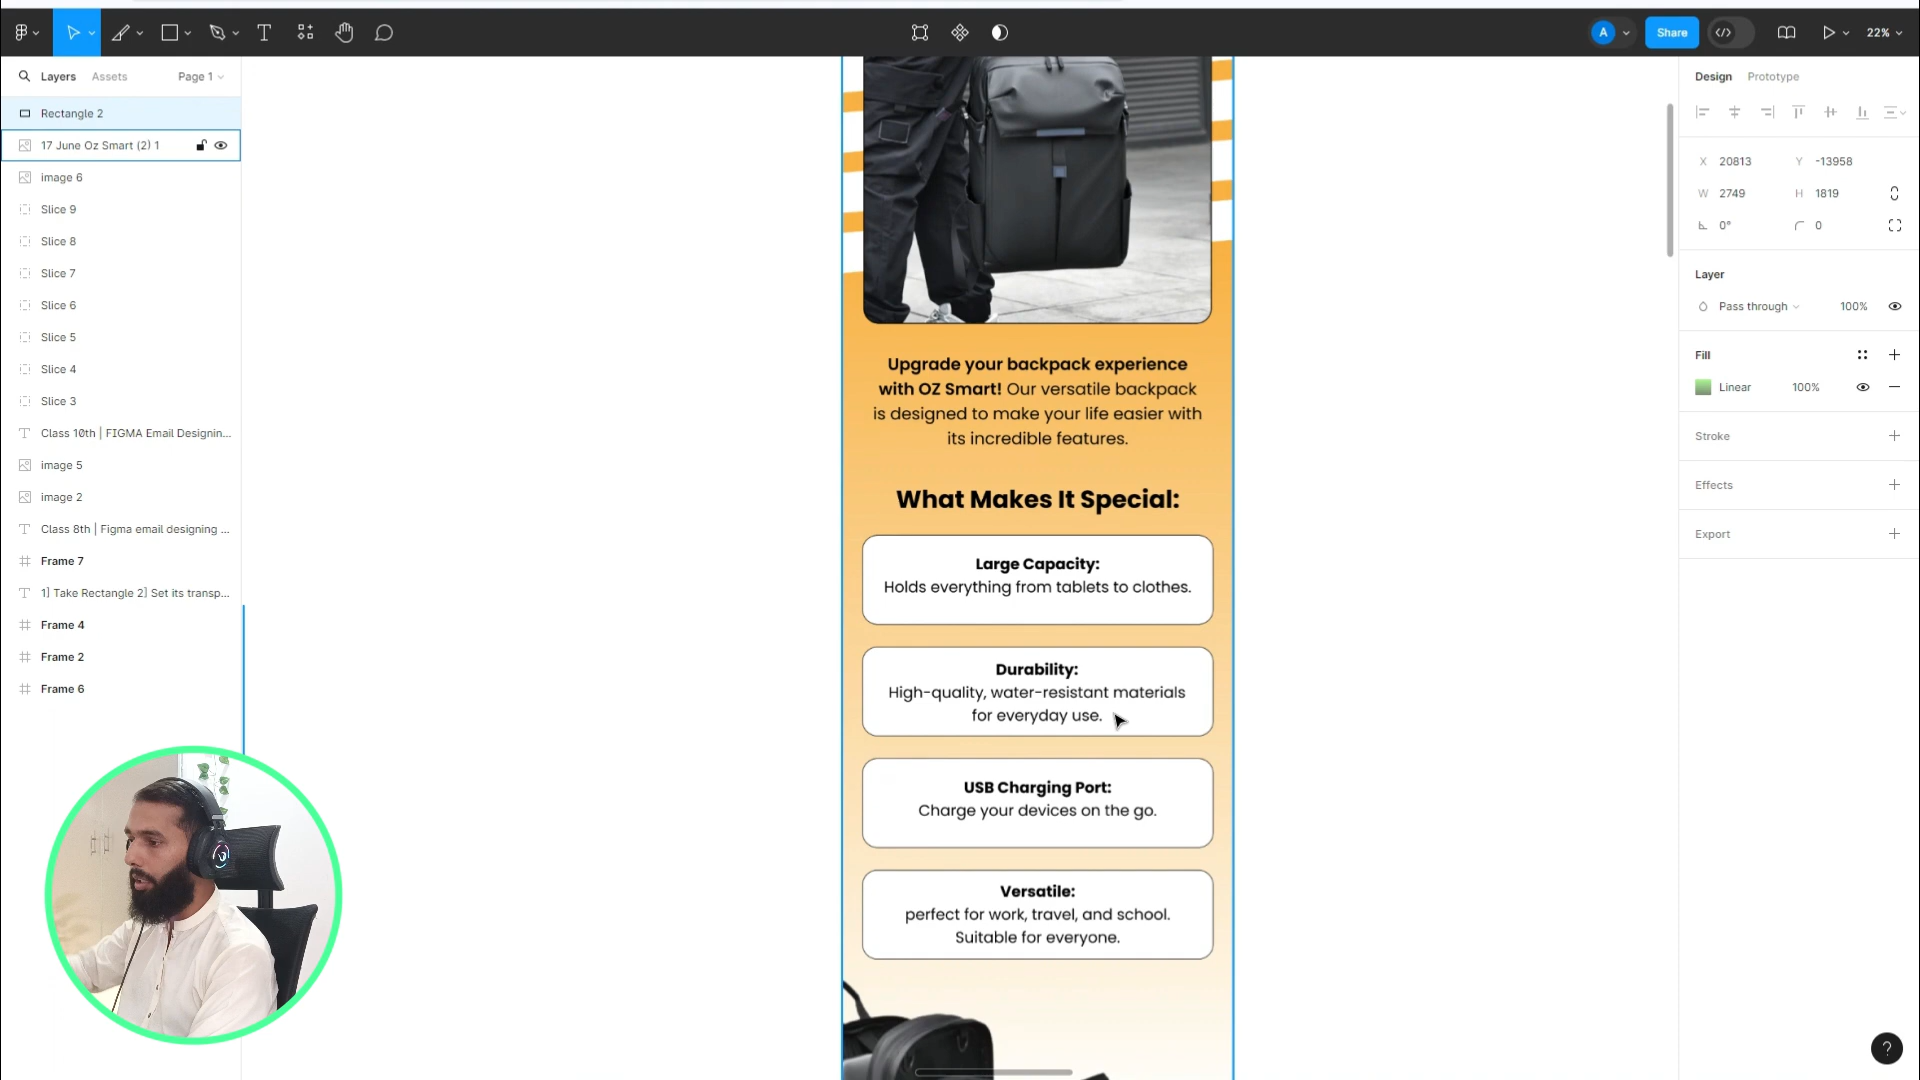 Share
22%
Layers
Assets
Page 1
Rectangle 2
17 June Oz Smart (2) 1
image 6
Slice 9
Slice 8
Slice 7
Slice 6
Slice 5
Slice 4
Slice 3
Class 10th | FIGMA Email Designin...
image 5
image 2
Class 8th | Figma email designing ...
Frame 7
1] Take Rectangle 2] Set its transp...
Frame 4
Frame 2
Frame 6
Upgrade your backpack experience
with OZ Smart! Our versatile backpack
is designed to make your life easier with
its incredible features.
What Makes It Special:
Large Capacity:
Holds everything from tablets to clothes.
Durability:
High-quality, water-resistant materials
for everyday use.
USB Charging Port:
Charge your devices on the go.
Versatile:
perfect for work, travel, and school.
Suitable for everyone.
A
Design
Prototype
X 20813 Y -13958
W 2749 H 1819
0° 0
Layer
Pass through 100%
Fill
Linear 100%
Stroke
Effects
Export
?